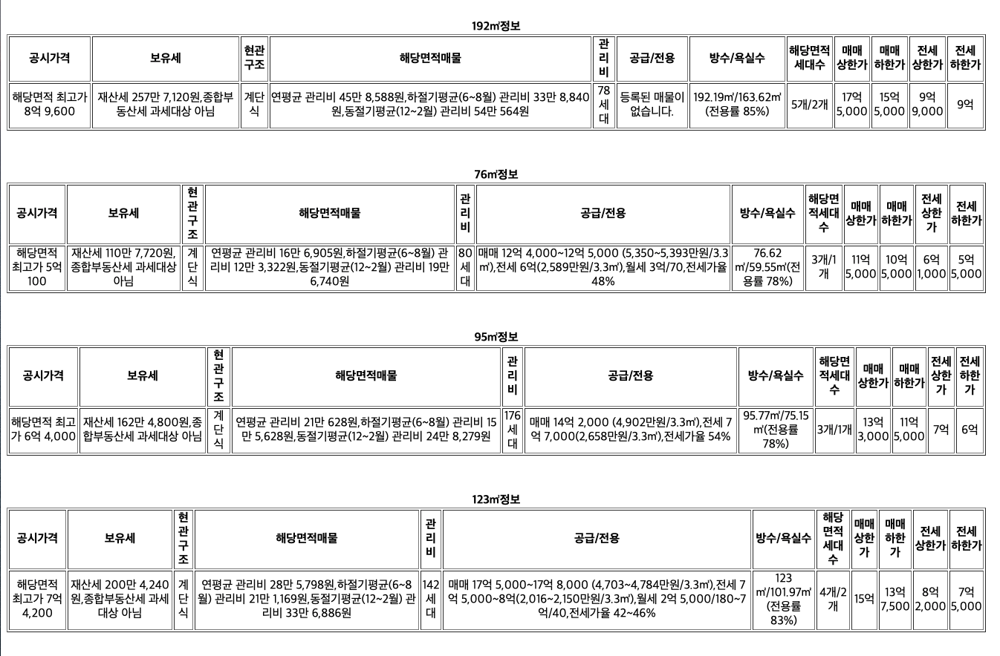 192㎡정보
공시가격 보유세 현관구조 해당면적매물 관리비 공급/전용 방수/욕실수 해당면적세대수 매매상한가 매매하한가 전세상한가 전세하한가
해당면적 최고가 8억 9,600 재산세 257만 7,120원,종합부동산세 과세대상 아님 계단식 연평균 관리비 45만 8,588원,하절기평균(6~8월) 관리비 33만 8,840원,동절기평균(12~2월) 관리비 54만 564원 78세대 등록된 매물이 없습니다. 192.19㎡/163.62㎡(전용률 85%) 5개/2개 17억 5,000 15억 5,000 9억 9,000 9억
76㎡정보
공시가격 보유세 현관구조 해당면적매물 관리비 공급/전용 방수/욕실수 해당면적세대수 매매상한가 매매하한가 전세상한가 전세하한가
해당면적 최고가 5억 100 재산세 110만 7,720원,종합부동산세 과세대상 아님 계단식 연평균 관리비 16만 6,905원,하절기평균(6~8월) 관리비 12만 3,322원,동절기평균(12~2월) 관리비 19만 6,740원 80세대 매매 12억 4,000~12억 5,000 (5,350~5,393만원/3.3㎡),전세 6억(2,589만원/3.3㎡),월세 3억/70,전세가율 48% 76.62㎡/59.55㎡(전용률 78%) 3개/1개 11억 5,000 10억 5,000 6억 1,000 5억 5,000
95㎡정보
공시가격 보유세 현관구조 해당면적매물 관리비 공급/전용 방수/욕실수 해당면적세대수 매매상한가 매매하한가 전세상한가 전세하한가
해당면적 최고가 6억 4,000 재산세 162만 4,800원,종합부동산세 과세대상 아님 계단식 연평균 관리비 21만 628원,하절기평균(6~8월) 관리비 15만 5,628원,동절기평균(12~2월) 관리비 24만 8,279원 176세대 매매 14억 2,000 (4,902만원/3.3㎡),전세 7억 7,000(2,658만원/3.3㎡),전세가율 54% 95.77㎡/75.15㎡(전용률 78%) 3개/1개 13억 3,000 11억 5,000 7억 6억
123㎡정보
공시가격 보유세 현관구조 해당면적매물 관리비 공급/전용 방수/욕실수 해당면적세대수 매매상한가 매매하한가 전세상한가 전세하한가
해당면적 최고가 7억 4,200 재산세 200만 4,240원,종합부동산세 과세대상 아님 계단식 연평균 관리비 28만 5,798원,하절기평균(6~8월) 관리비 21만 1,169원,동절기평균(12~2월) 관리비 33만 6,886원 142세대 매매 17억 5,000~17억 8,000 (4,703~4,784만원/3.3㎡),전세 7억 5,000~8억(2,016~2,150만원/3.3㎡),월세 2억 5,000/180~7억/40,전세가율 42~46% 123㎡/101.97㎡(전용률 83%) 4개/2개 15억 13억 7,500 8억 2,000 7억 5,000